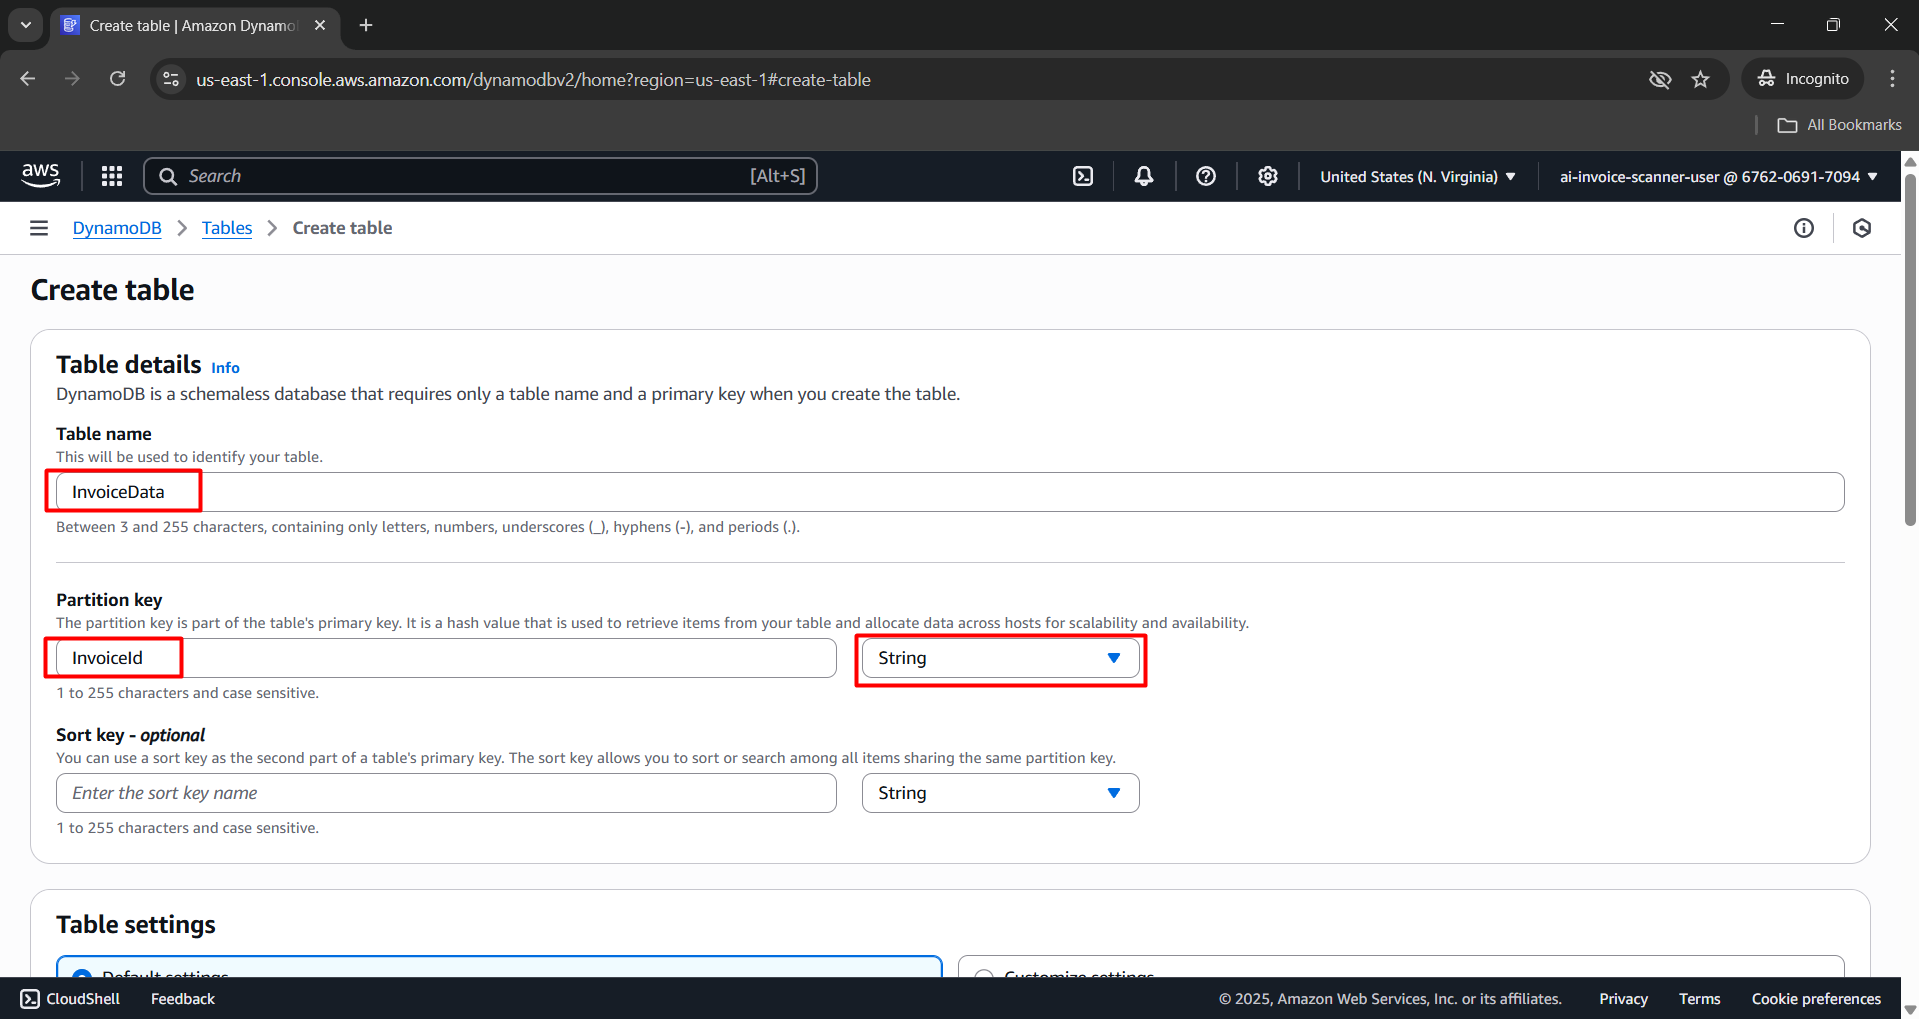 Create table | Amazon Dynamo
us-east-1.console.aws.amazon.com/dynamodbv2/home?region=us-east-1#create-table
Incognito
All Bookmarks
aws
Search
[Alt+S]
United States (N. Virginia)
ai-invoice-scanner-user @ 6762-0691-7094
DynamoDB > Tables > Create table
Create table
Table details Info
DynamoDB is a schemaless database that requires only a table name and a primary key when you create the table.
Table name
This will be used to identify your table.
InvoiceData
Between 3 and 255 characters, containing only letters, numbers, underscores (_), hyphens (-), and periods (.).
Partition key
The partition key is part of the table's primary key. It is a hash value that is used to retrieve items from your table and allocate data across hosts for scalability and availability.
InvoiceId
String
1 to 255 characters and case sensitive.
Sort key - optional
You can use a sort key as the second part of a table's primary key. The sort key allows you to sort or search among all items sharing the same partition key.
Enter the sort key name
String
1 to 255 characters and case sensitive.
Table settings
Default settings
Customize settings
CloudShell
Feedback
© 2025, Amazon Web Services, Inc. or its affiliates.
Privacy
Terms
Cookie preferences